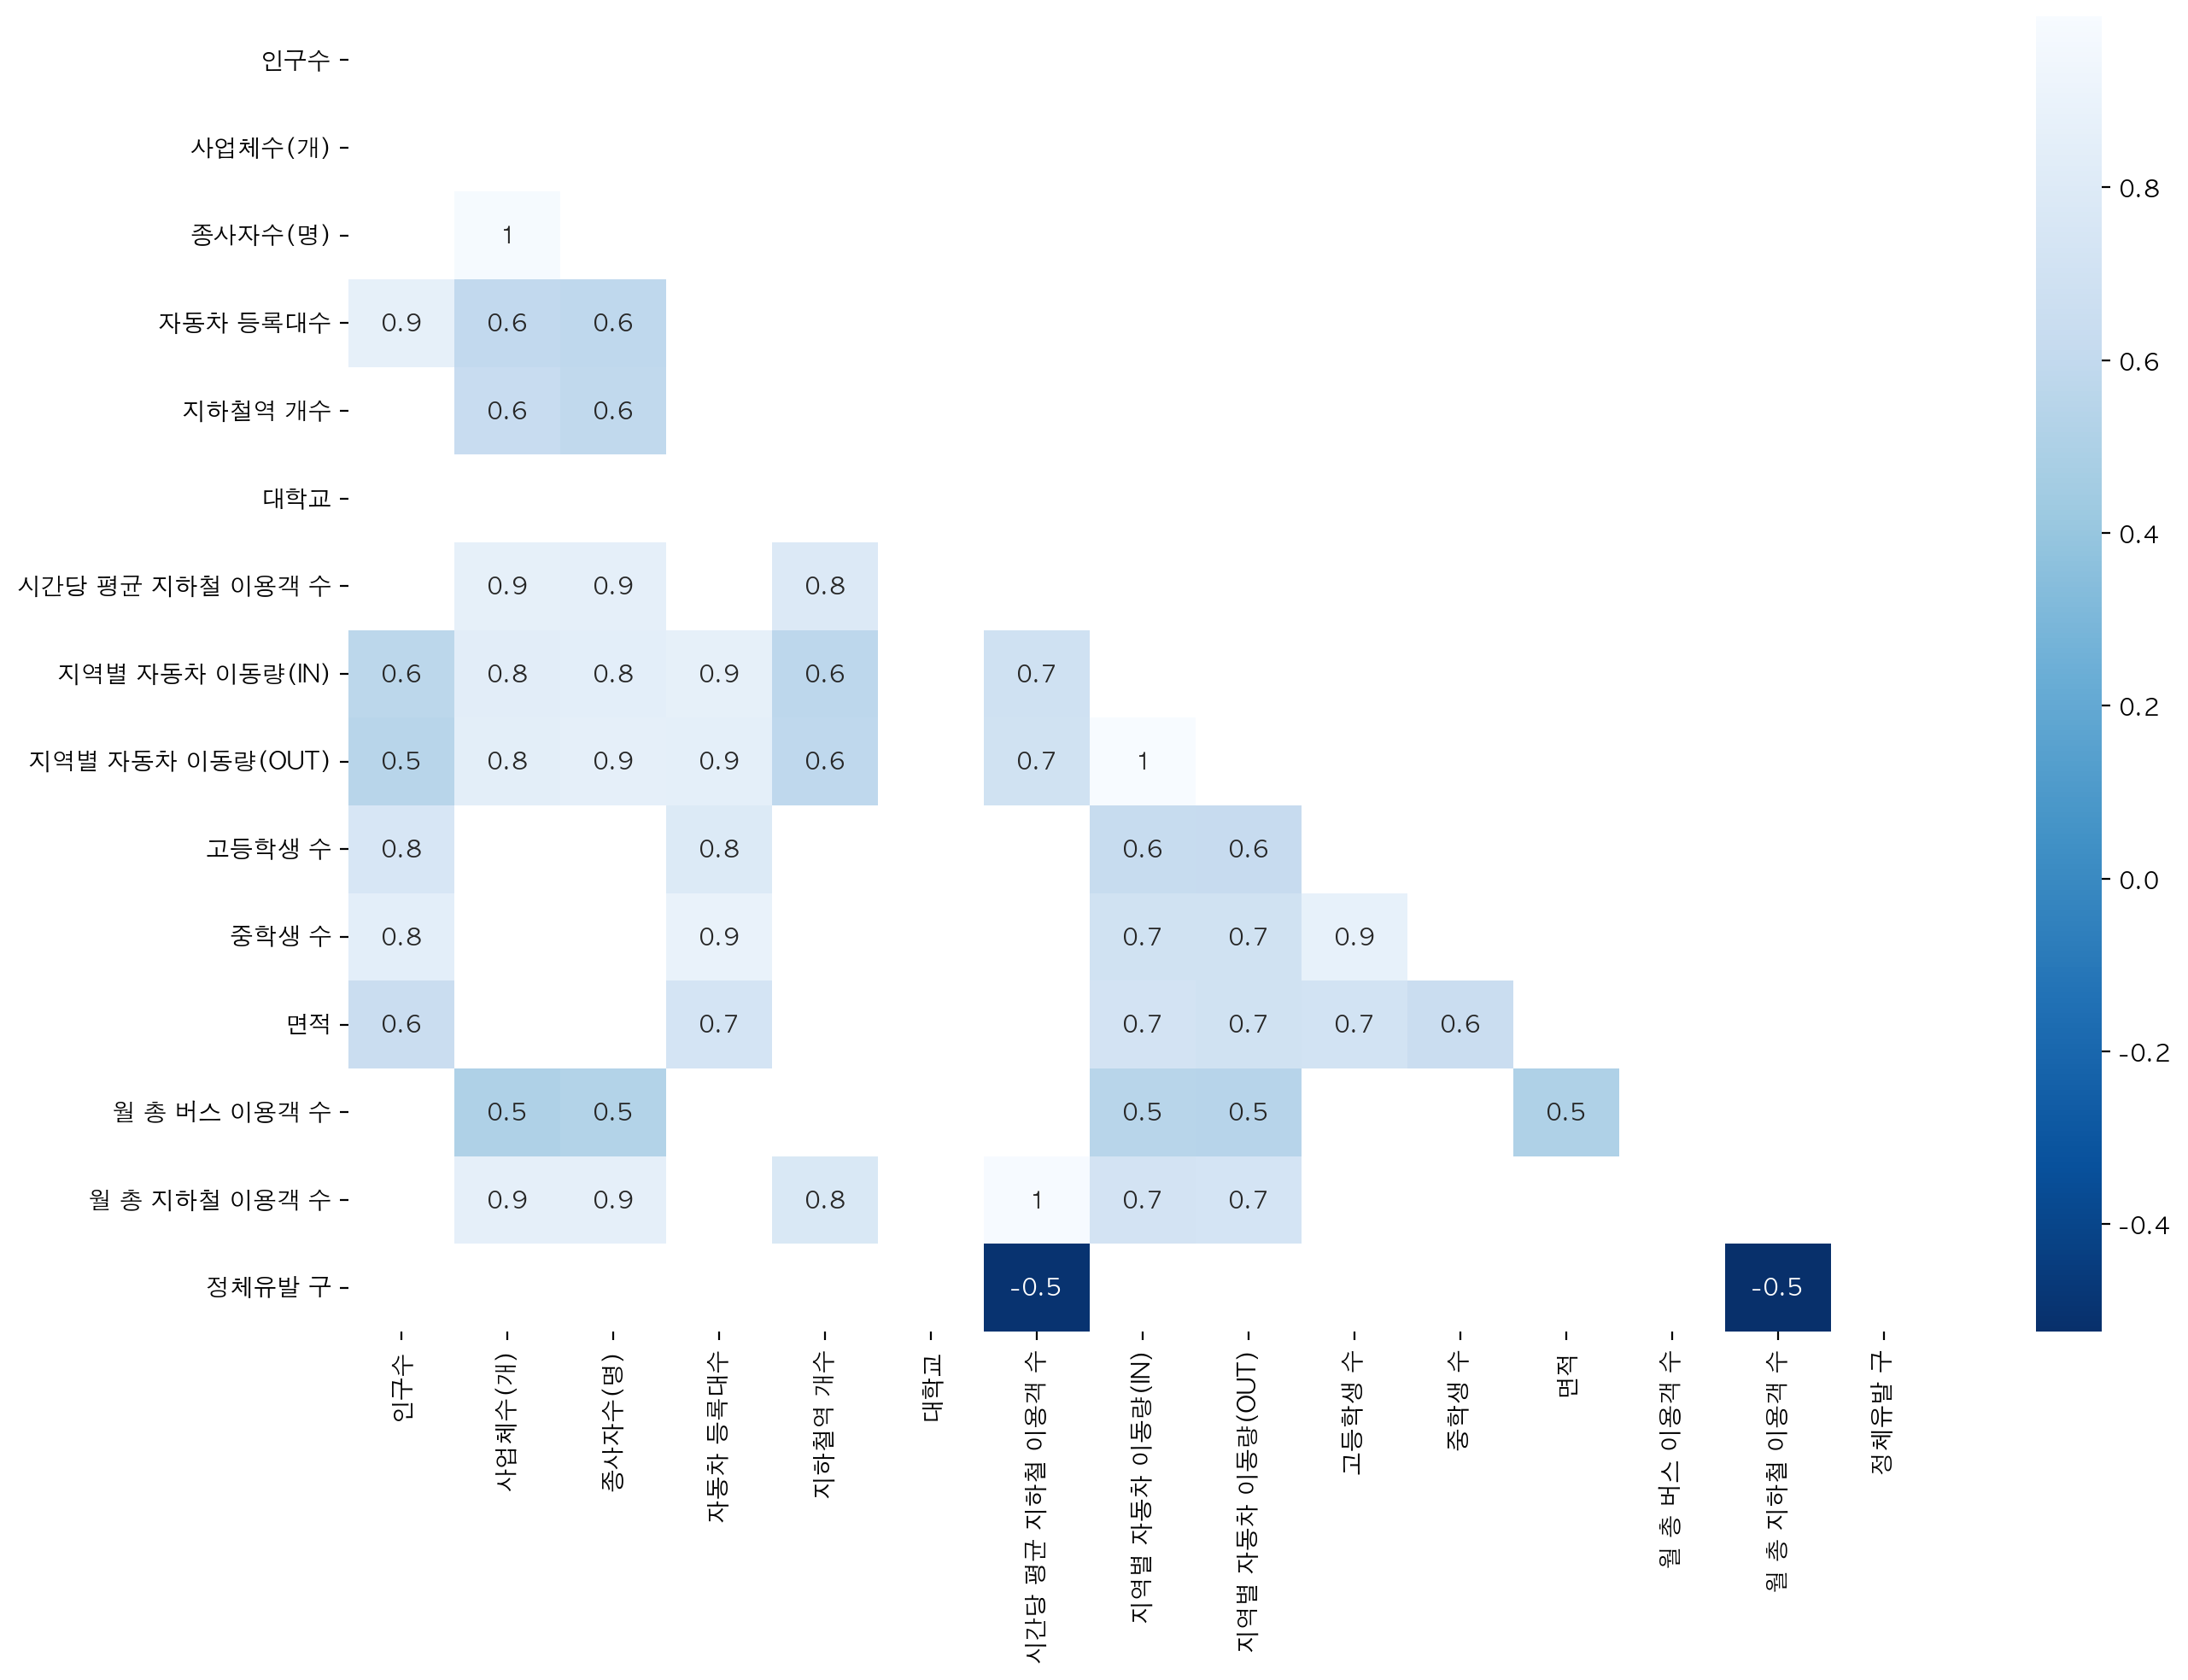 인구수
사업체수(개)
종사자수(명) 1
자동차 등록대수 0.9 0.6 0.6
지하철역 개수 0.6 0.6
대학교
시간당 평균 지하철 이용객 수 0.9 0.9 0.8
지역별 자동차 이동량(IN) 0.6 0.8 0.8 0.9 0.6 0.7
지역별 자동차 이동량(OUT) 0.5 0.8 0.9 0.9 0.6 0.7 1
고등학생 수 0.8 0.8 0.6 0.6
중학생 수 0.8 0.9 0.7 0.7 0.9
면적 0.6 0.7 0.7 0.7 0.7 0.6
월 총 버스 이용객 수 0.5 0.5 0.5 0.5 0.5
월 총 지하철 이용객 수 0.9 0.9 0.8 1 0.7 0.7
정체유발 구 -0.5 -0.5
인구수
사업체수(개)
종사자수(명)
자동차 등록대수
지하철역 개수
대학교
시간당 평균 지하철 이용객 수
지역별 자동차 이동량(IN)
지역별 자동차 이동량(OUT)
고등학생 수
중학생 수
면적
월 총 버스 이용객 수
월 총 지하철 이용객 수
정체유발 구
0.8
0.6
0.4
0.2
0.0
-0.2
-0.4